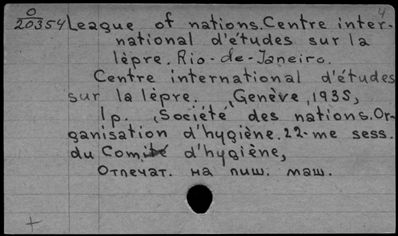 4
O
20354 League of nations.Centre inter-
national d'études sur la
lèpre. Rio-de-Janeiro.
Centre international d'études
sur la lèpre. Genève, 1935,
1p. (Société des nations.Or-
ganisation d'hygiène. 22-me sess.
du Comité d'hygiène,
Отпечат. на пиш. маш.
+